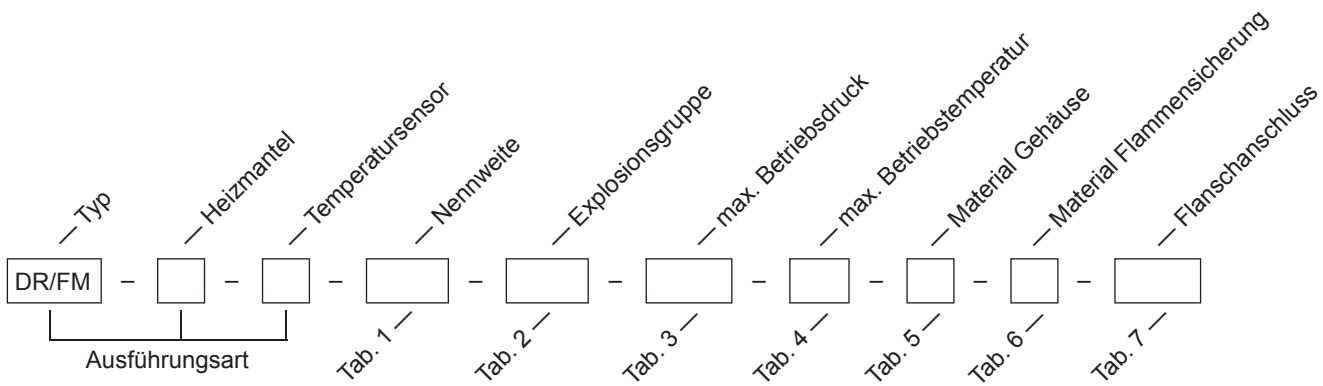 Typ
Heizmantel
Temperatursensor
Nennweite
Explosionsgruppe
max. Betriebsdruck
max. Betriebstemperatur
Material Gehäuse
Material Flammensicherung
Flanschanschluss
DR/FM – – – – – – – – –
Ausführungsart
Tab. 1
Tab. 2
Tab. 3
Tab. 4
Tab. 5
Tab. 6
Tab. 7